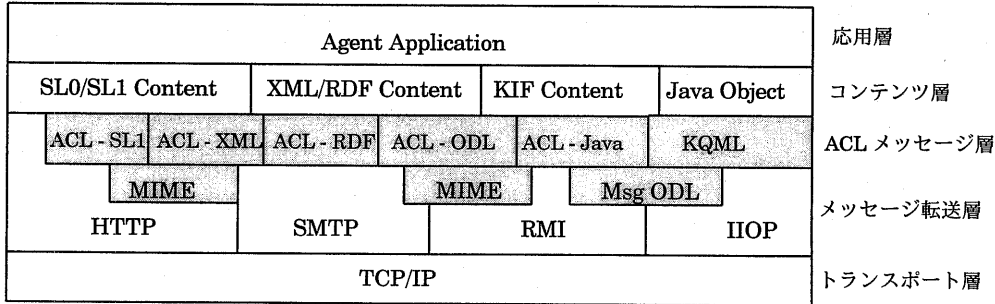 Agent Application 応用層
SL0/SL1 Content XML/RDF Content KIF Content Java Object コンテンツ層
ACL - SL1 ACL - XML ACL - RDF ACL - ODL ACL - Java KQML ACL メッセージ層
MIME MIME Msg ODL メッセージ転送層
HTTP SMTP RMI IIOP
TCP/IP トランスポート層